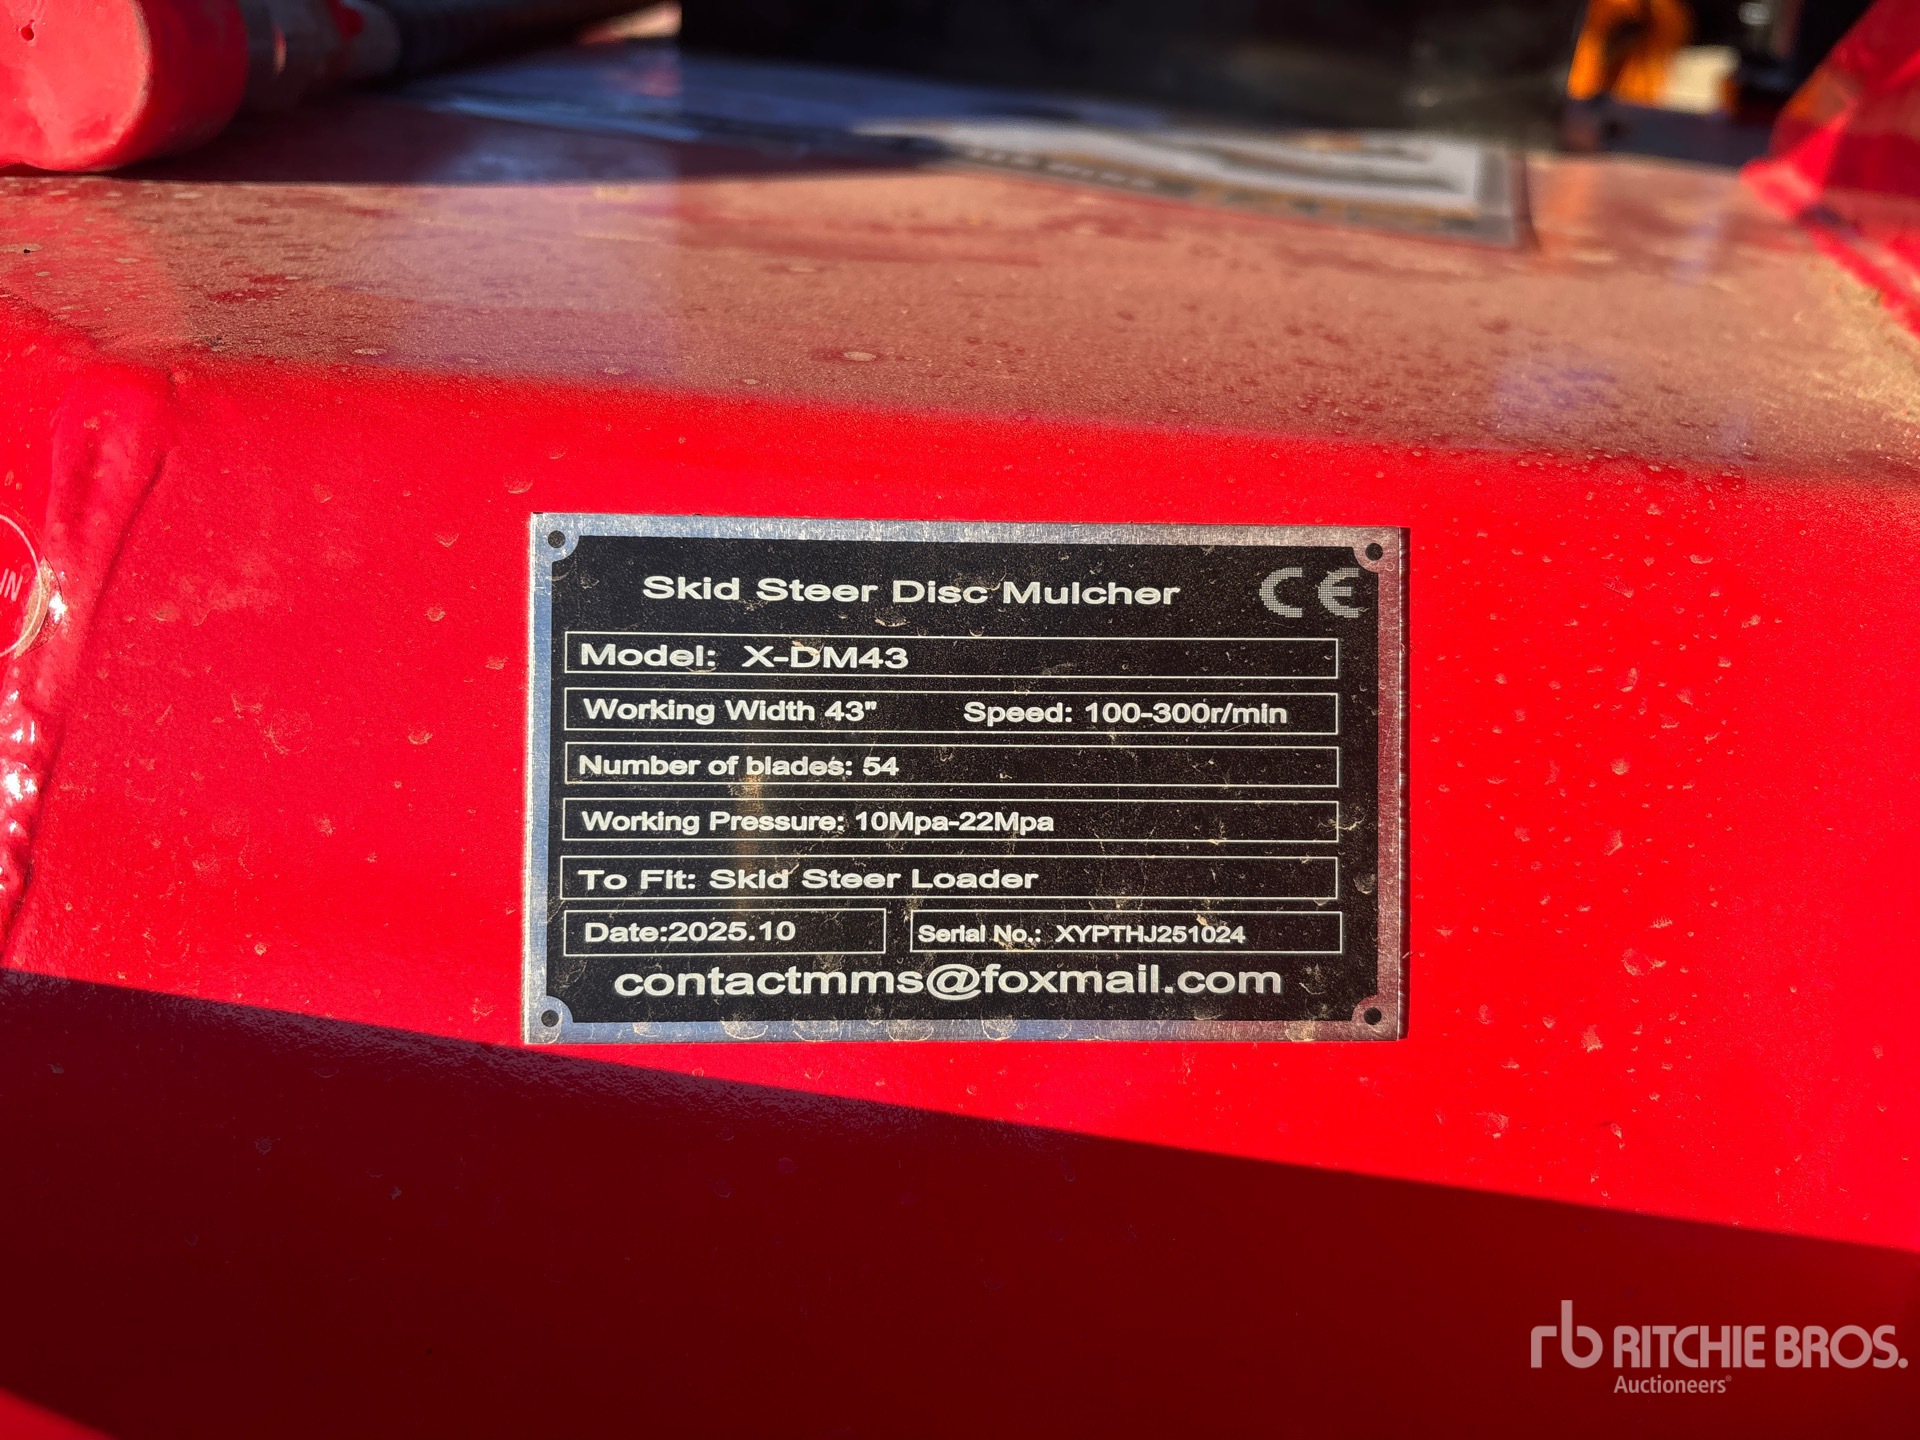 Skid Steer Disc Mulcher CE
Model: X-DM43
Working Width 43" Speed: 100-300r/min
Number of blades: 54
Working Pressure: 10Mpa-22Mpa
To Fit: Skid Steer Loader
Date:2025.10 Serial No.: XYPTHJ251024
contactmms@foxmail.com
rb RITCHIE BROS.
Auctioneers®